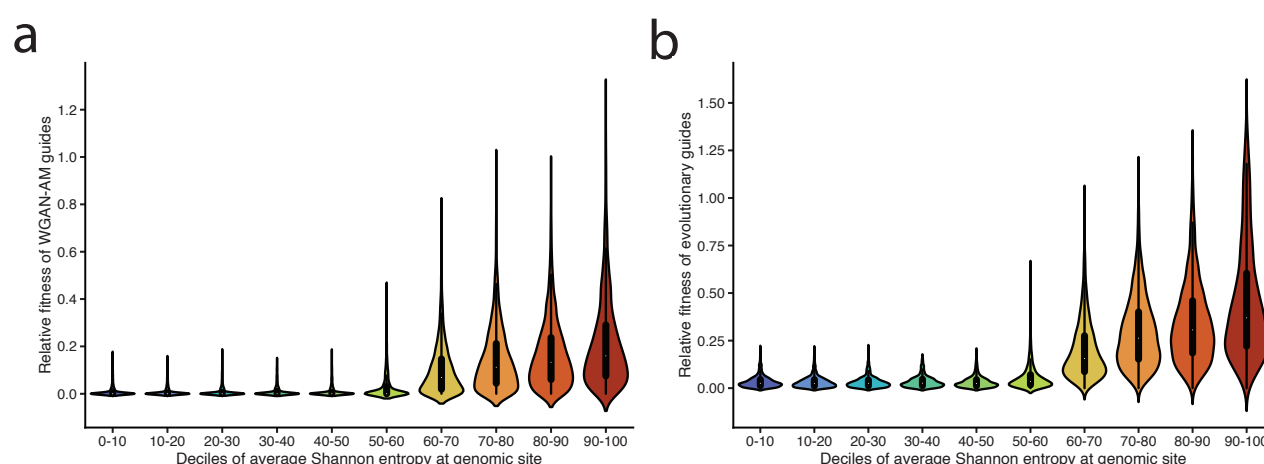 a
Relative fitness of WGAN-AM guides
1.2
1.0
0.8
0.6
0.4
0.2
0.0
0-10 10-20 20-30 30-40 40-50 50-60 60-70 70-80 80-90 90-100
Deciles of average Shannon entropy at genomic site
b
Relative fitness of evolutionary guides
1.50
1.25
1.00
0.75
0.50
0.25
0.00
0-10 10-20 20-30 30-40 40-50 50-60 60-70 70-80 80-90 90-100
Deciles of average Shannon entropy at genomic site